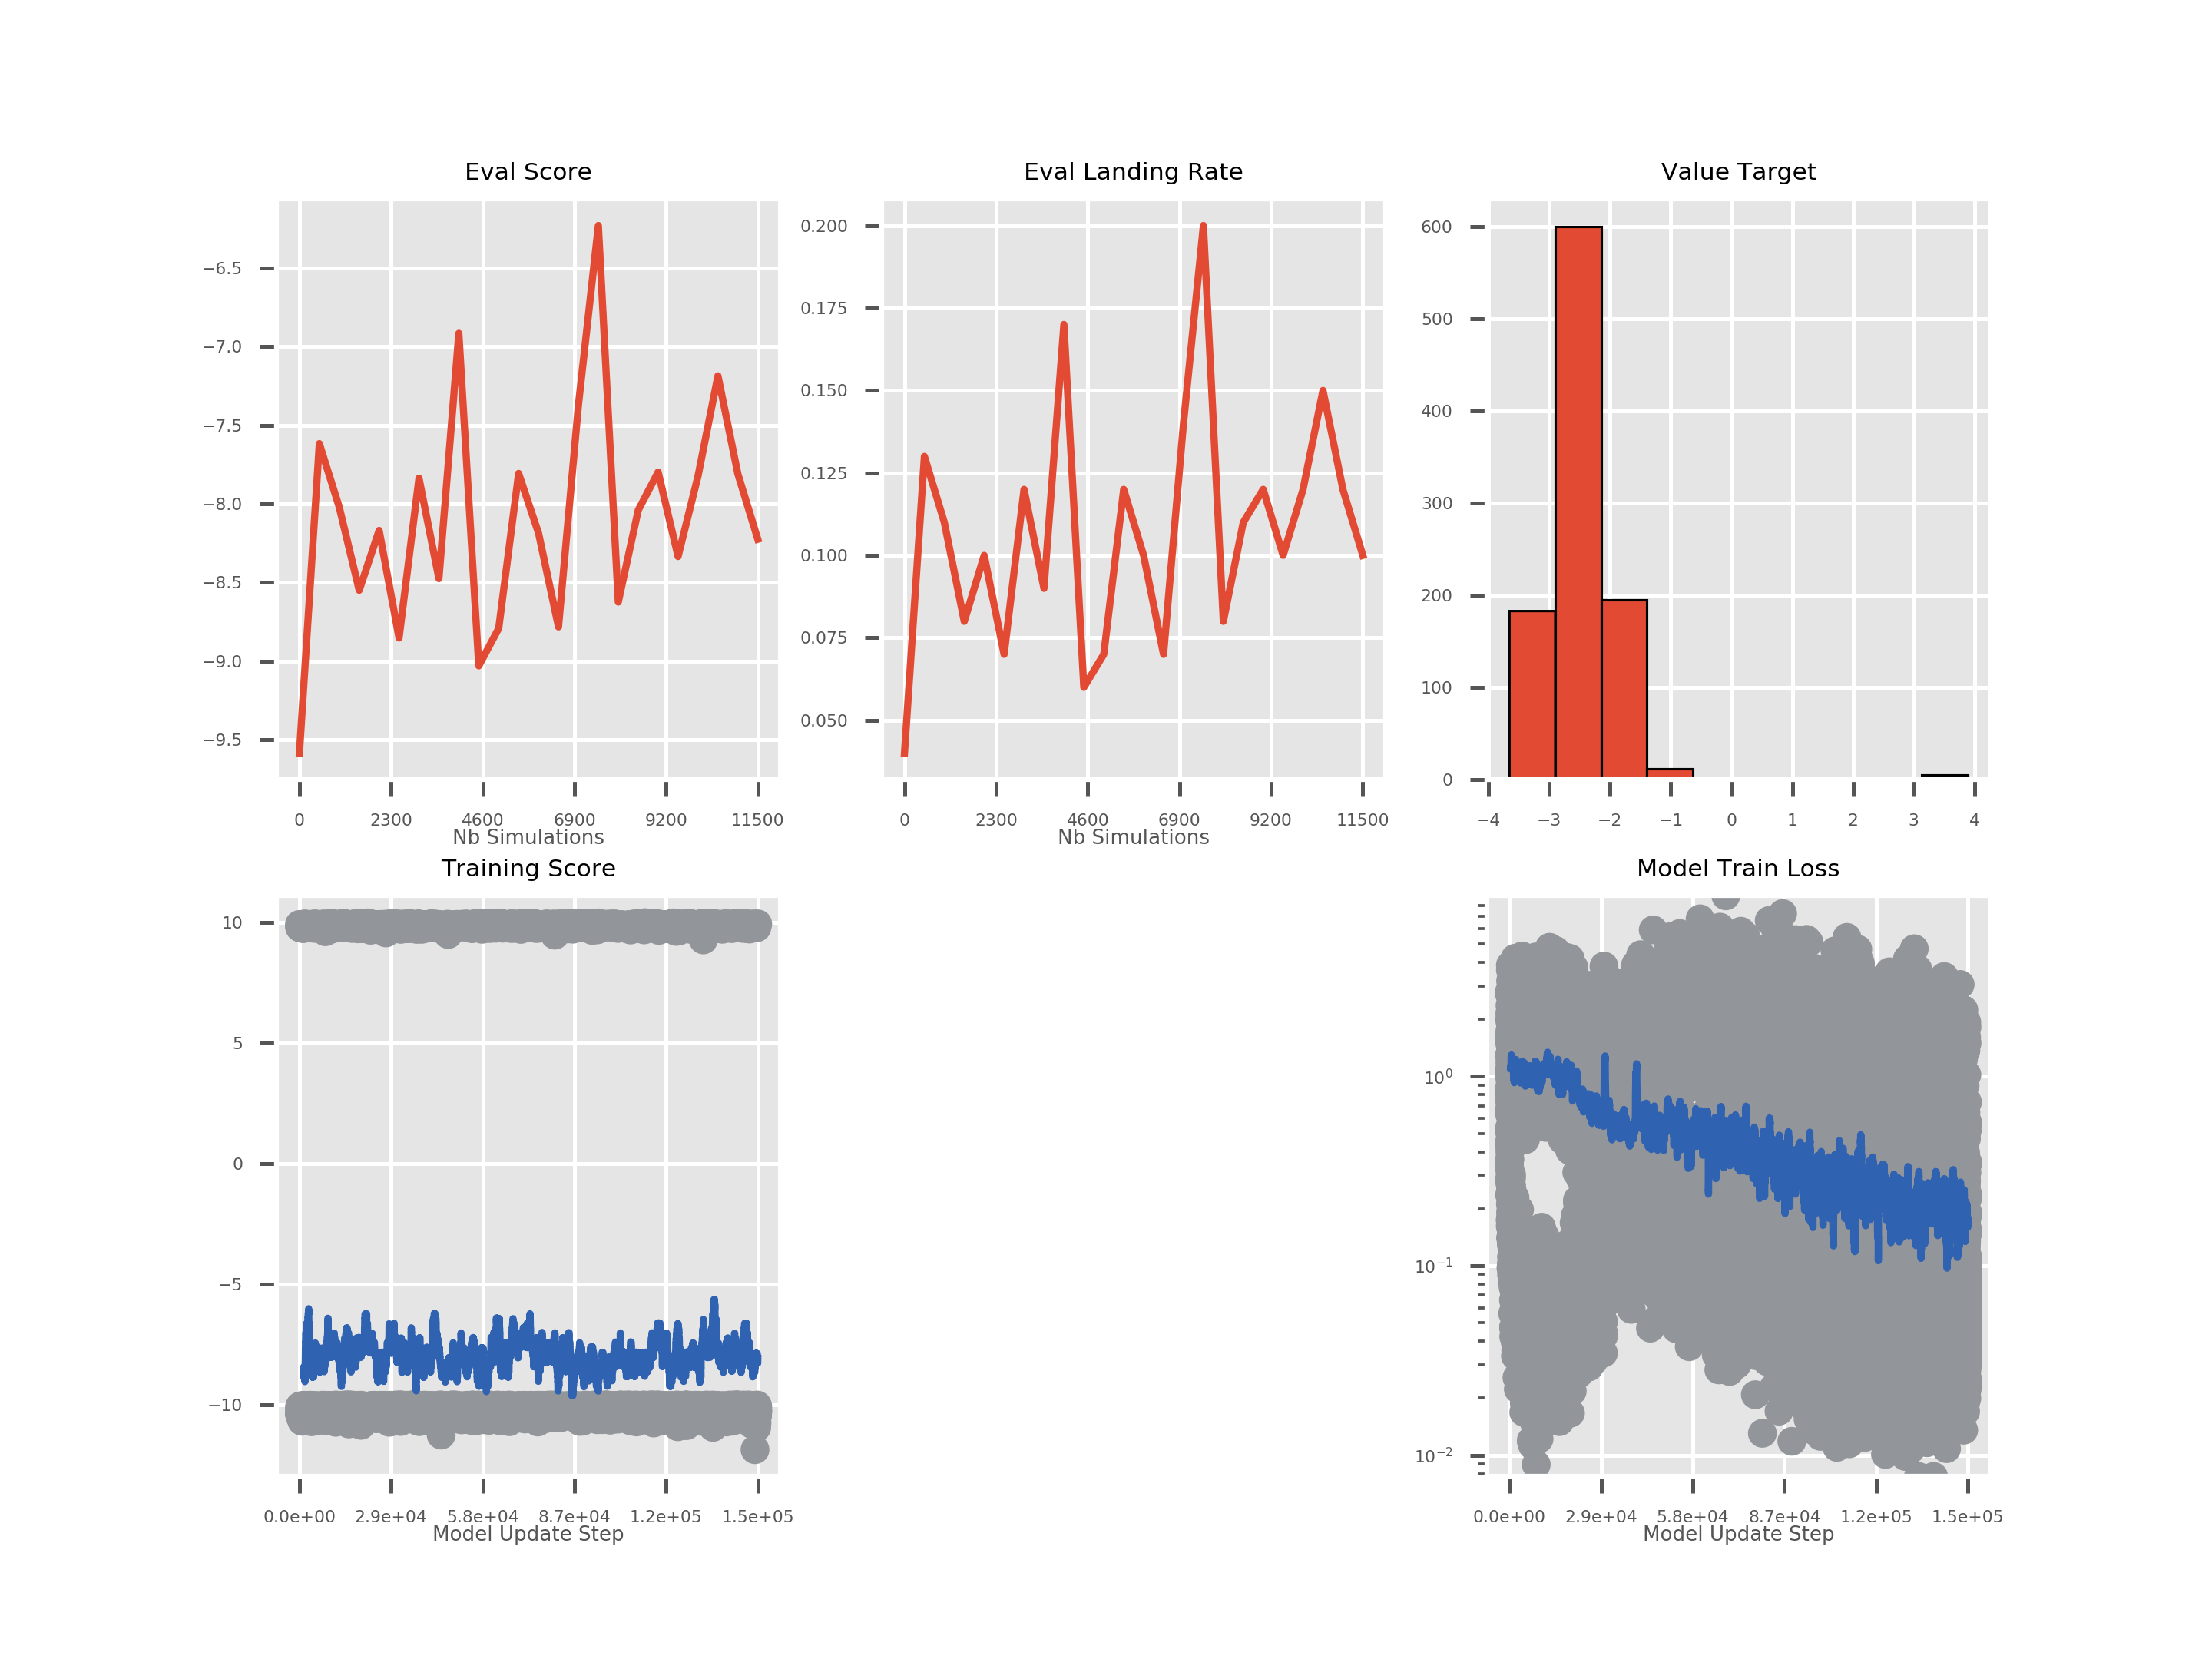 Eval Score
−6.5
−7.0
−7.5
−8.0
−8.5
−9.0
−9.5
0 2300 4600 6900 9200 11500
Nb Simulations
Eval Landing Rate
0.200
0.175
0.150
0.125
0.100
0.075
0.050
0 2300 4600 6900 9200 11500
Nb Simulations
Value Target
600
500
400
300
200
100
0
−4 −3 −2 −1 0 1 2 3 4
Training Score
10
5
0
−5
−10
0.0e+00 2.9e+04 5.8e+04 8.7e+04 1.2e+05 1.5e+05
Model Update Step
Model Train Loss
10⁰
10⁻¹
10⁻²
0.0e+00 2.9e+04 5.8e+04 8.7e+04 1.2e+05 1.5e+05
Model Update Step